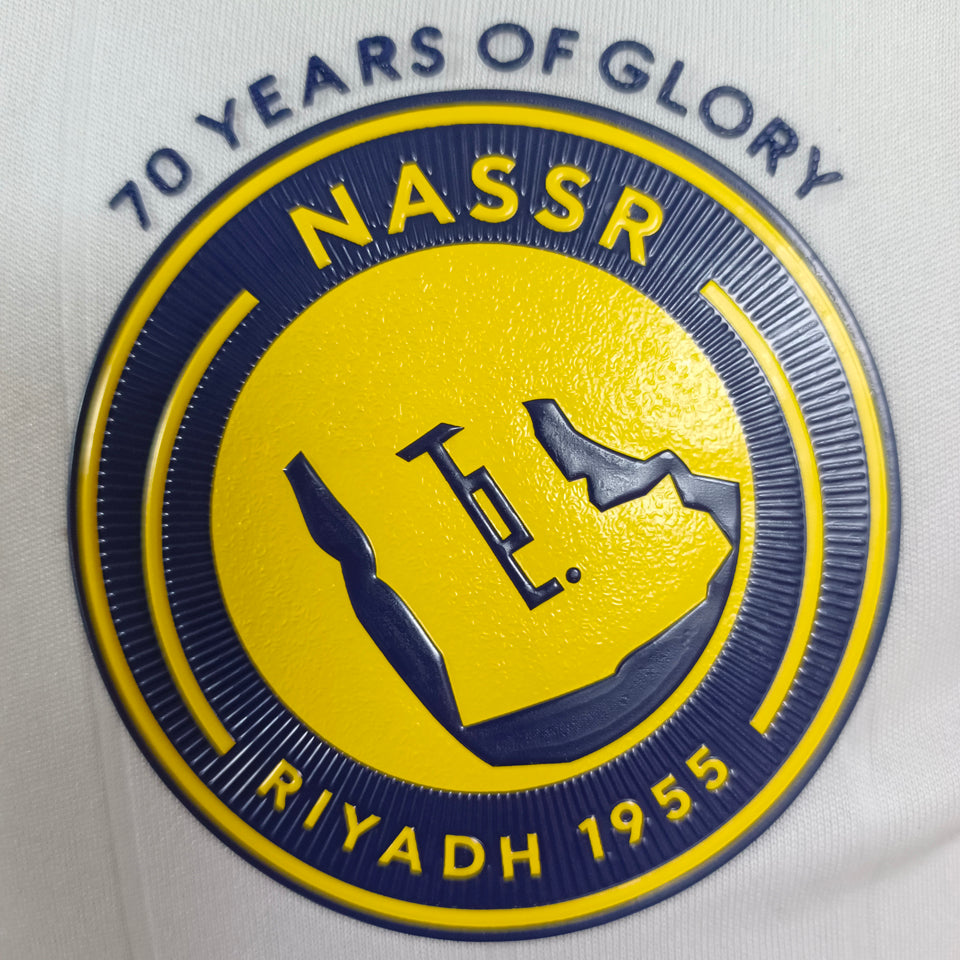 70 YEARS OF GLORY
NASSR
RIYADH 1955